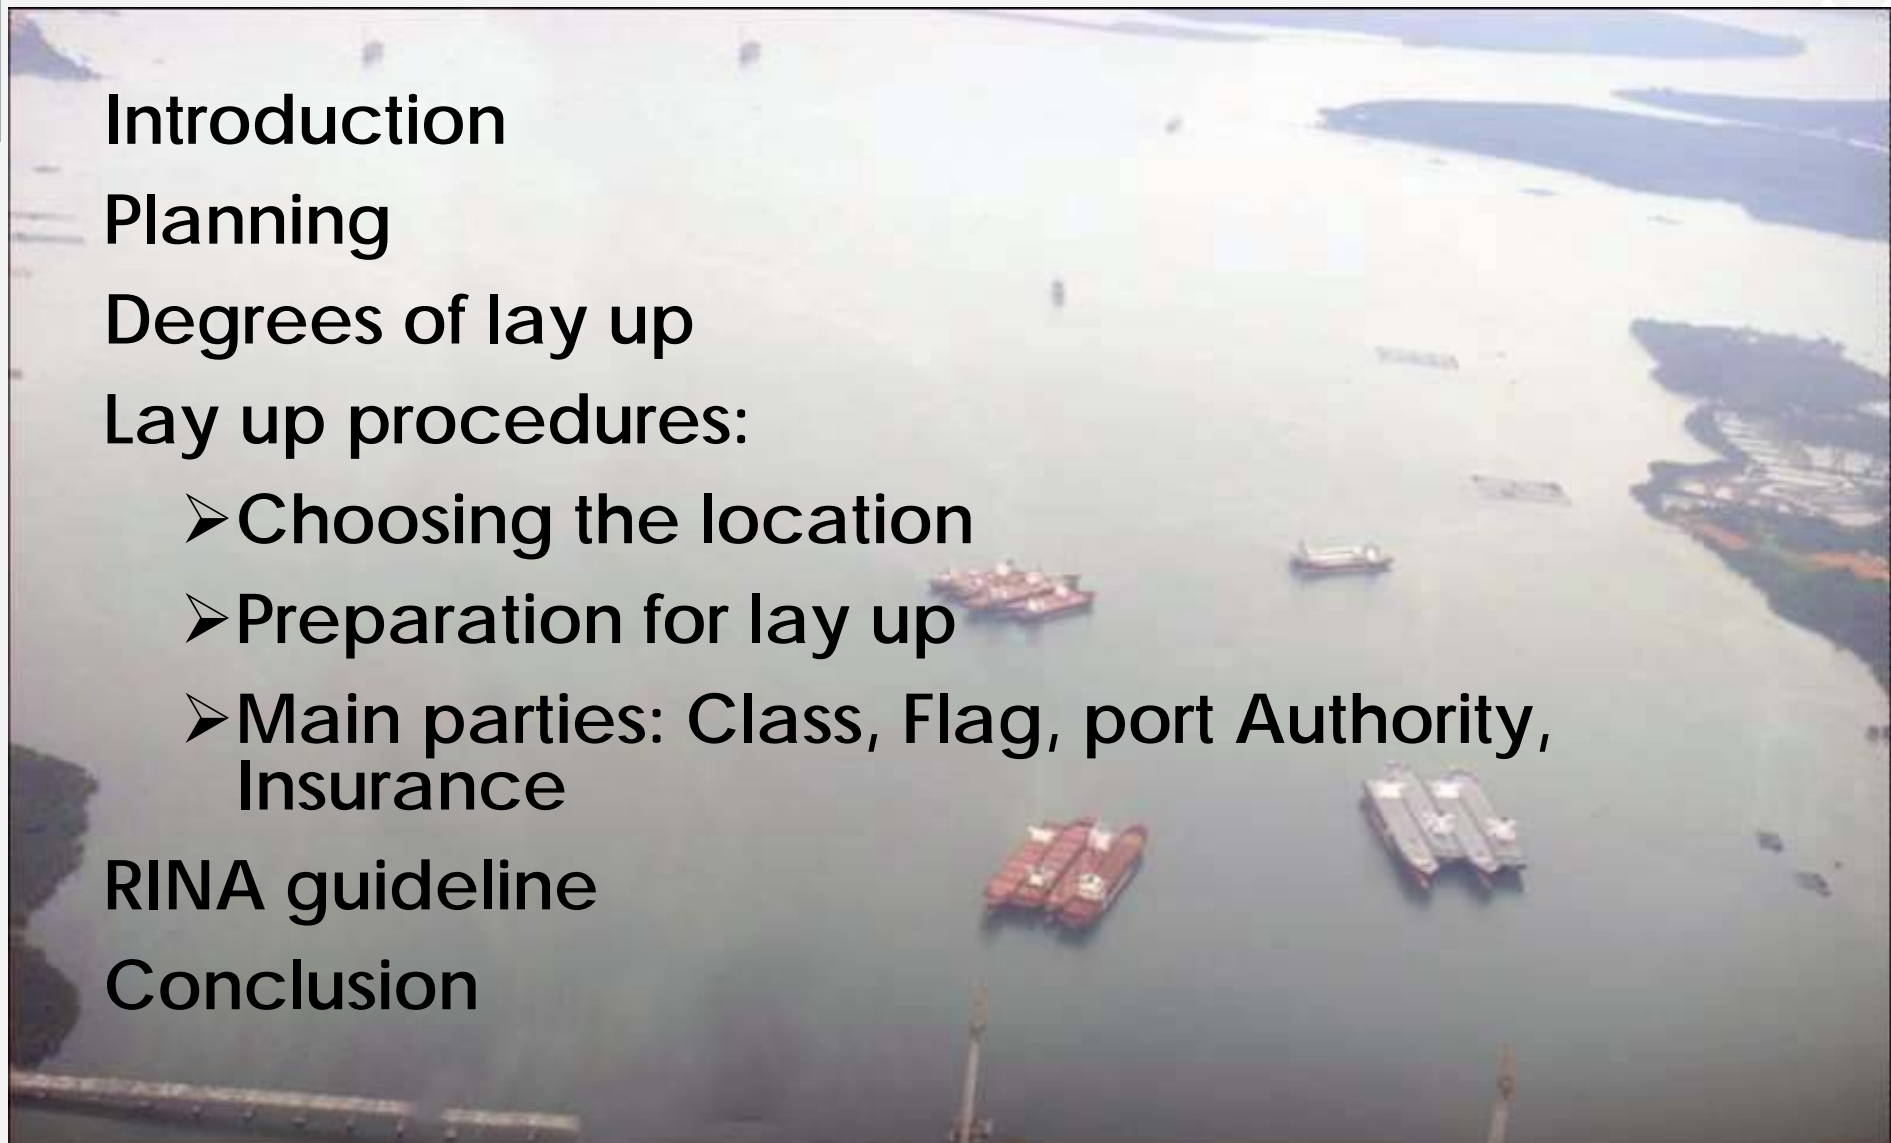 Introduction
Planning
Degrees of lay up
Lay up procedures:
➢Choosing the location
➢Preparation for lay up
➢Main parties: Class, Flag, port Authority,
Insurance
RINA guideline
Conclusion